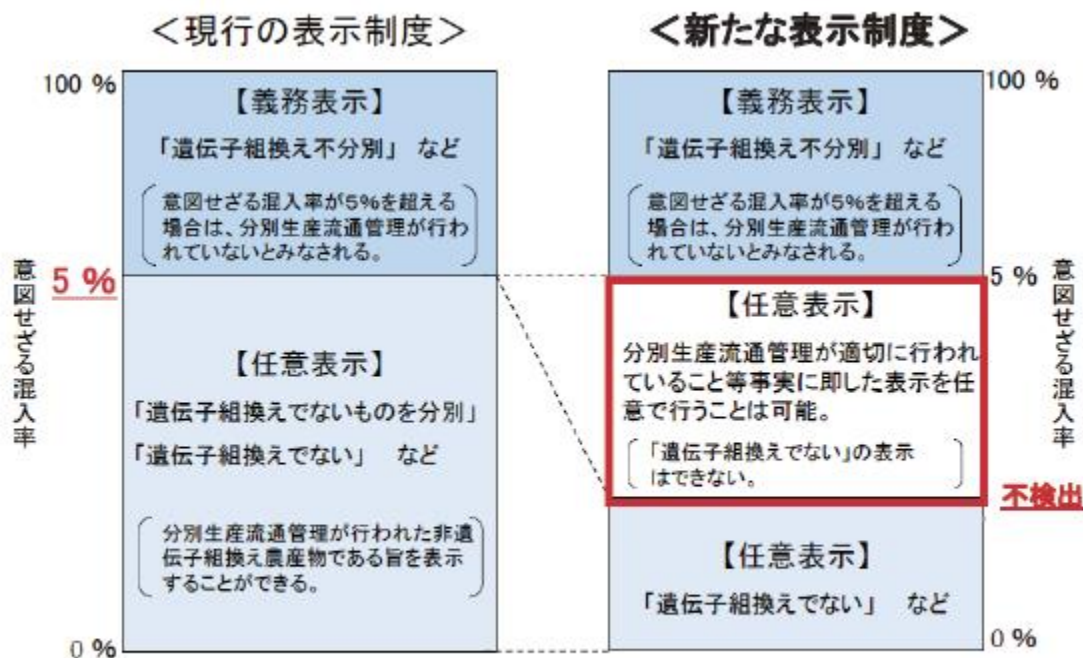 ＜現行の表示制度＞
100 %
【義務表示】
「遺伝子組換え不分別」 など
意図せざる混入率が5%を超える
場合は、分別生産流通管理が行わ
れていないとみなされる。
意図せざる混入率
5 %
【任意表示】
「遺伝子組換えでないものを分別」
「遺伝子組換えでない」 など
分別生産流通管理が行われた非遺
伝子組換え農産物である旨を表示
することができる。
0 %
＜新たな表示制度＞
100 %
【義務表示】
「遺伝子組換え不分別」 など
意図せざる混入率が5%を超える
場合は、分別生産流通管理が行わ
れていないとみなされる。
5 %
意図せざる混入率
【任意表示】
分別生産流通管理が適切に行われ
ていること等事実に即した表示を任
意で行うことは可能。
「遺伝子組換えでない」の表示
はできない。
不検出
【任意表示】
「遺伝子組換えでない」 など
0 %